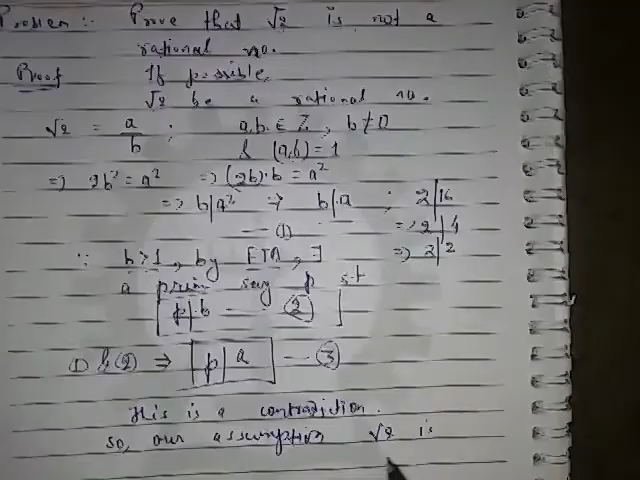 Problem :- Prove that √2 is not a
rational no.
Proof If possible,
√2 be a rational no.
√2 = a/b ; a,b ∈ Z, b ≠ 0
& (a,b) = 1
=> 2b² = a² => (2b)·b = a²
=> b|a² => b|a ; 2|16
— (1) => 2|4
=> 2|2
∵ b>1, by FTA, ∃
a prime say p s.t
[p|b --- (2)]
(1) & (2) => [p|a] --- (3)
this is a contradiction.
so, our assumption √2 is